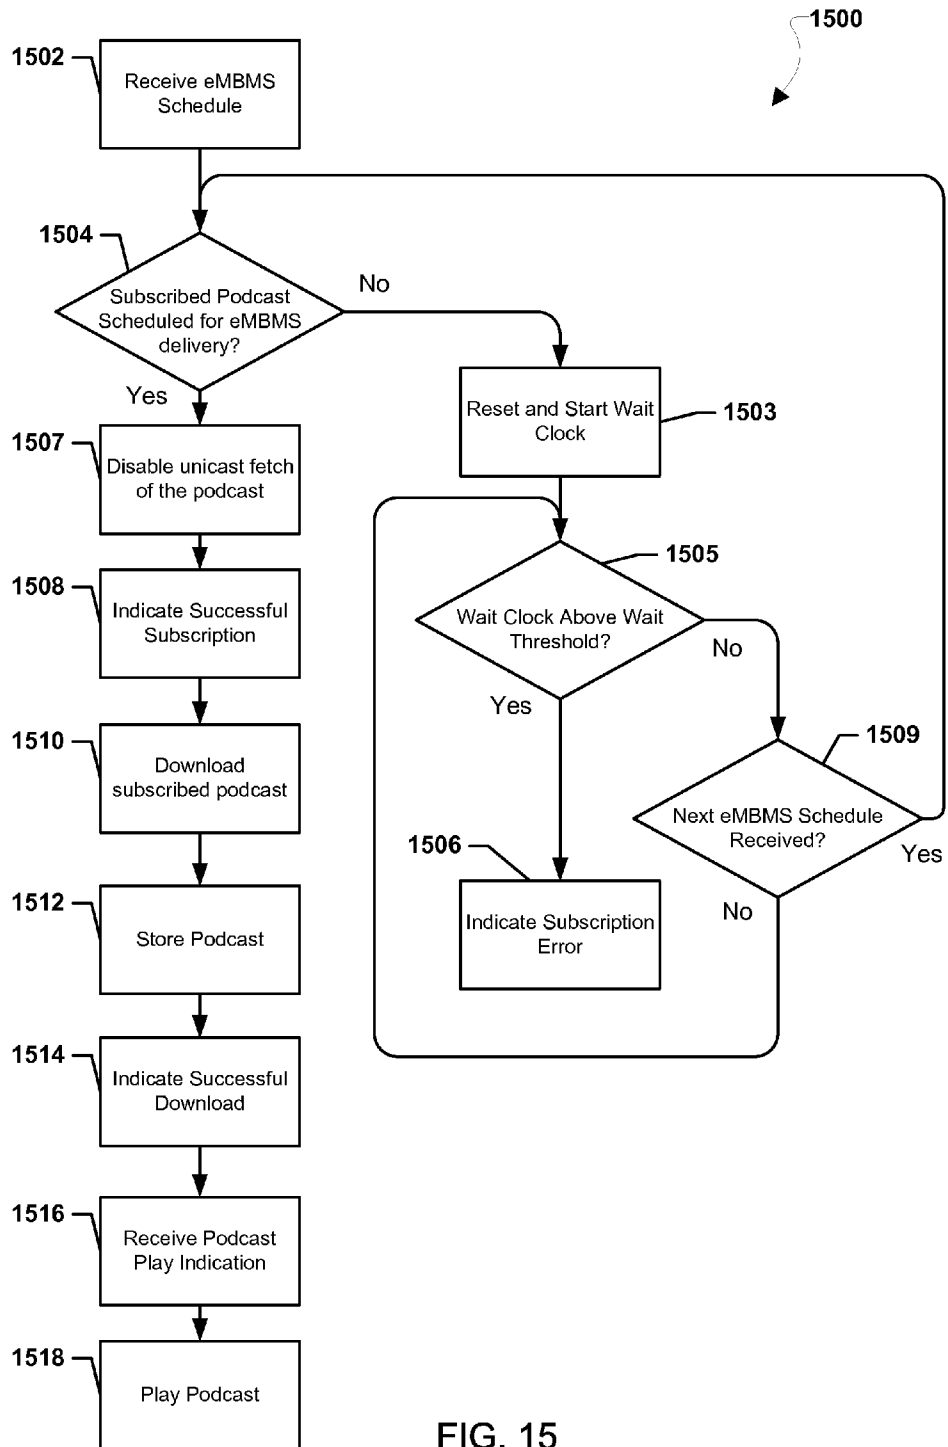 1500
1502
Receive eMBMS
Schedule
1504
Subscribed Podcast
Scheduled for eMBMS
delivery?
No
Yes
Reset and Start Wait
Clock
1503
1507
Disable unicast fetch
of the podcast
1505
Wait Clock Above Wait
Threshold?
No
Yes
1508
Indicate Successful
Subscription
1509
Next eMBMS Schedule
Received?
Yes
No
1510
Download
subscribed podcast
1506
Indicate Subscription
Error
1512
Store Podcast
1514
Indicate Successful
Download
1516
Receive Podcast
Play Indication
1518
Play Podcast
FIG. 15